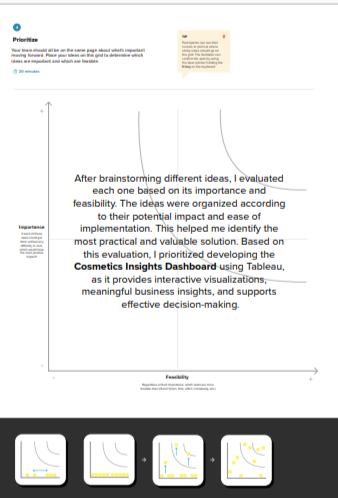 Prioritize
Your team should all be on the same page about what's important
moving forward. Place your ideas on this grid to determine which
ideas are important and which are feasible.
20 minutes
TIP
After brainstorming different ideas, I evaluated
each one based on its importance and
feasibility. The ideas were organized according
to their potential impact and ease of
implementation. This helped me identify the
most practical and valuable solution. Based on
this evaluation, I prioritized developing the
Cosmetics Insights Dashboard using Tableau,
as it provides interactive visualizations,
meaningful business insights, and supports
effective decision-making.
Importance
Feasibility